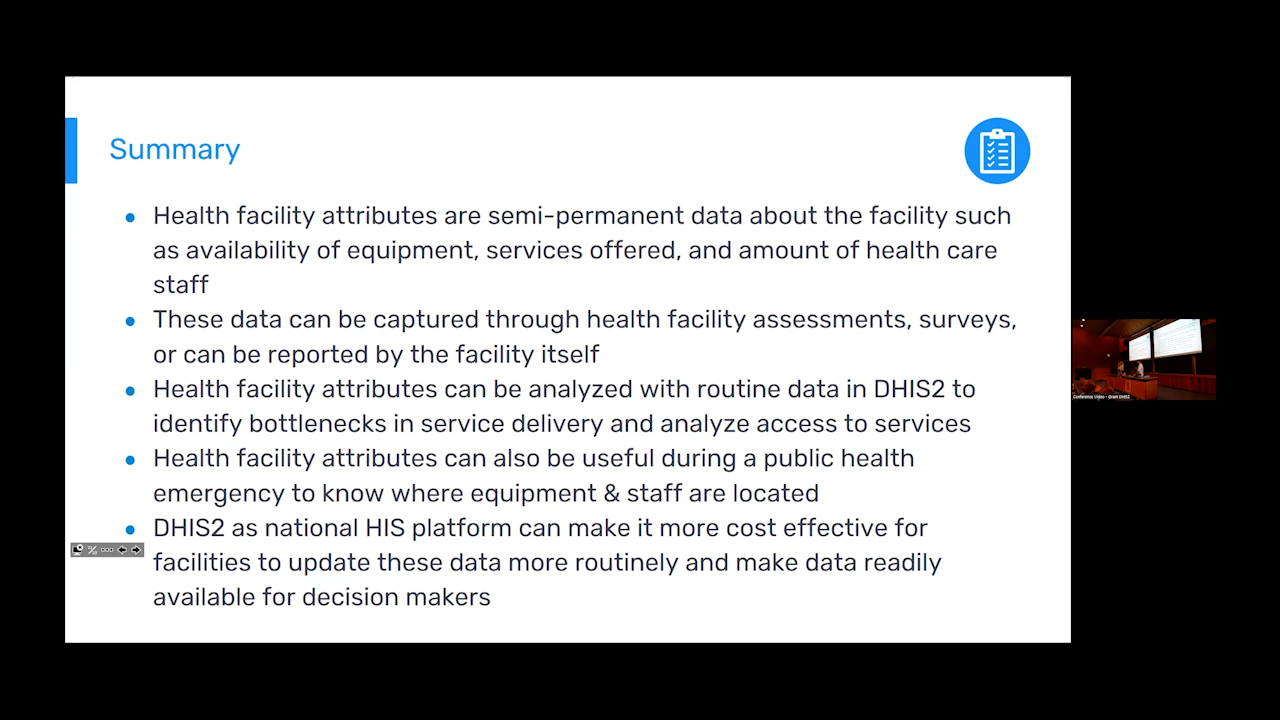 Summary
● Health facility attributes are semi-permanent data about the facility such
as availability of equipment, services offered, and amount of health care
staff
● These data can be captured through health facility assessments, surveys,
or can be reported by the facility itself
● Health facility attributes can be analyzed with routine data in DHIS2 to
identify bottlenecks in service delivery and analyze access to services
● Health facility attributes can also be useful during a public health
emergency to know where equipment & staff are located
● DHIS2 as national HIS platform can make it more cost effective for
facilities to update these data more routinely and make data readily
available for decision makers
Conference Video - Grant DHIS2